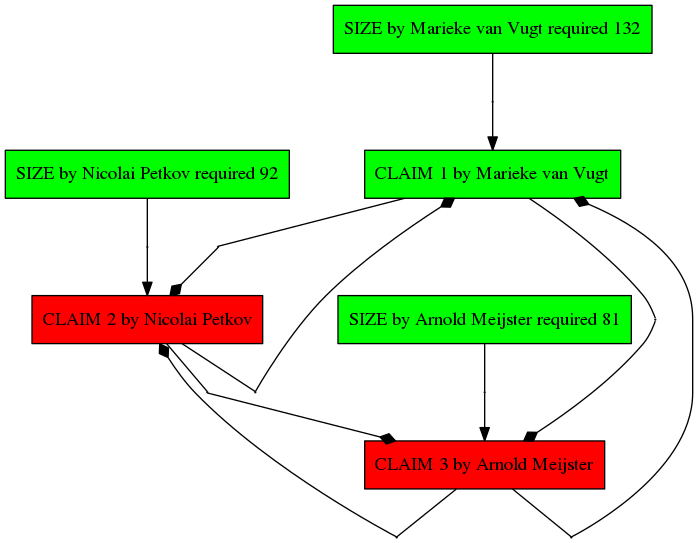 SIZE by Marieke van Vugt required 132
SIZE by Nicolai Petkov required 92
CLAIM 1 by Marieke van Vugt
CLAIM 2 by Nicolai Petkov
SIZE by Arnold Meijster required 81
CLAIM 3 by Arnold Meijster